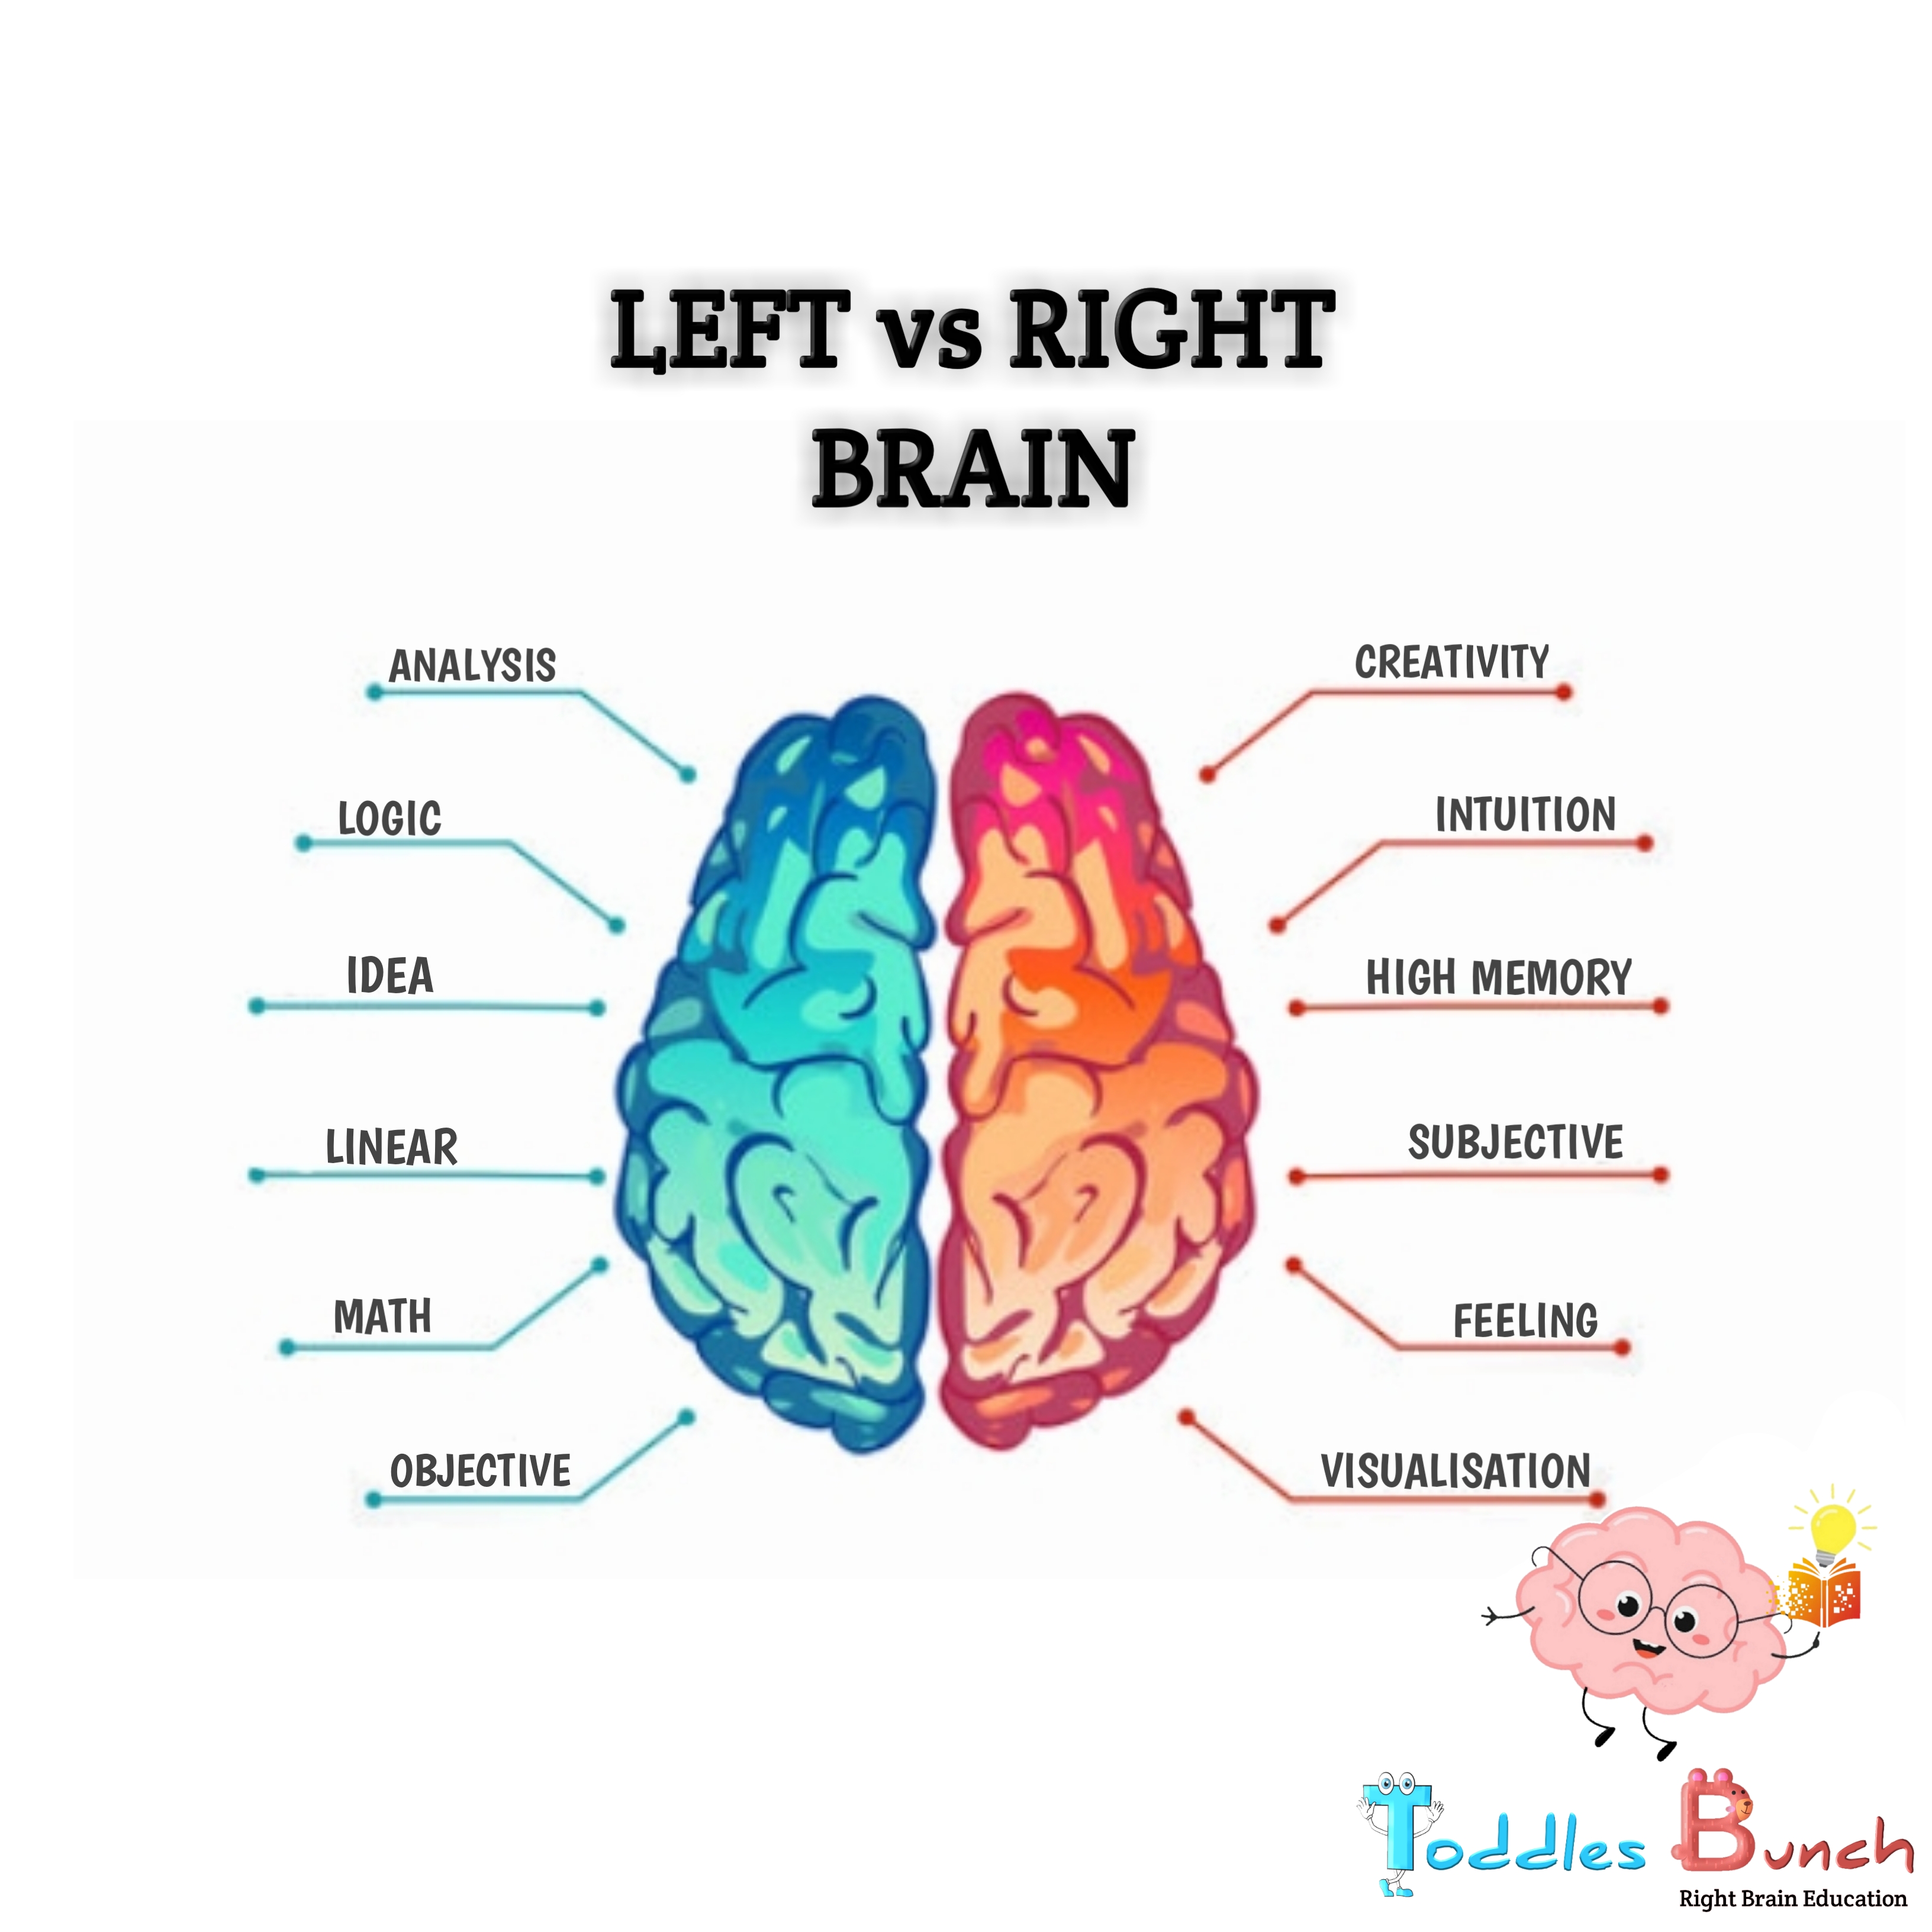 LEFT vs RIGHT
BRAIN
ANALYSIS
LOGIC
IDEA
LINEAR
MATH
OBJECTIVE
CREATIVITY
INTUITION
HIGH MEMORY
SUBJECTIVE
FEELING
VISUALISATION
Toddles Bunch
Right Brain Education